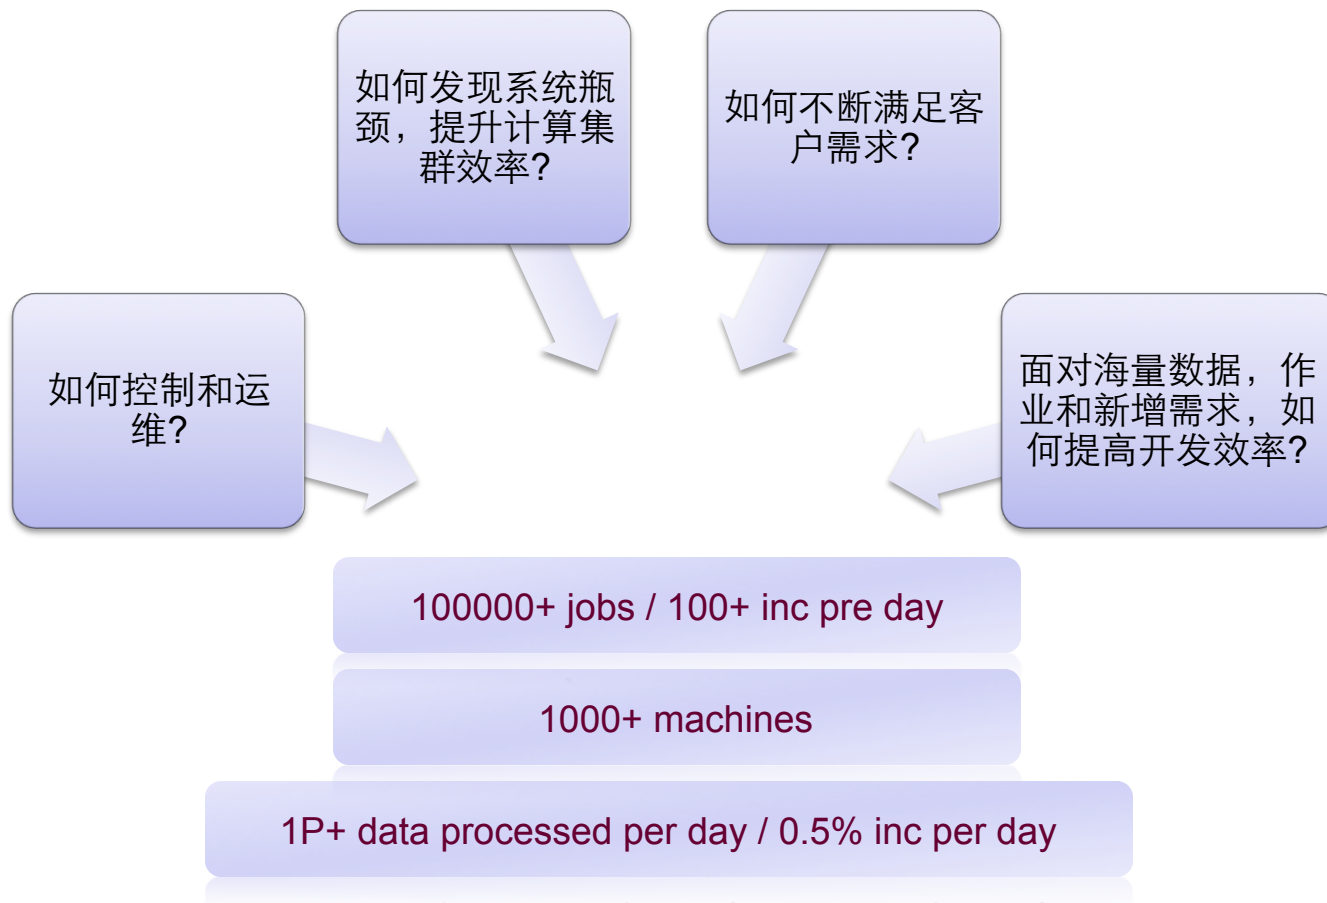 如何发现系统瓶
颈，提升计算集
群效率?
如何不断满足客
户需求?
如何控制和运
维?
面对海量数据，作
业和新增需求，如
何提高开发效率?
100000+ jobs / 100+ inc pre day
1000+ machines
1P+ data processed per day / 0.5% inc per day